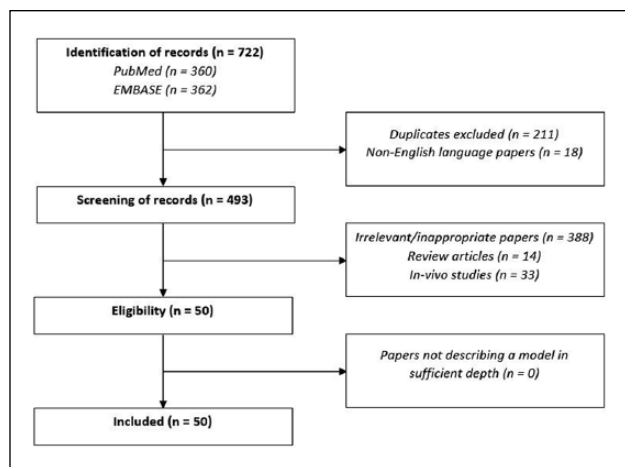 Identification of records (n = 722)
PubMed (n = 360)
EMBASE (n = 362)
Duplicates excluded (n = 211)
Non-English language papers (n = 18)
Screening of records (n = 493)
Irrelevant/inappropriate papers (n = 388)
Review articles (n = 14)
In-vivo studies (n = 33)
Eligibility (n = 50)
Papers not describing a model in
sufficient depth (n = 0)
Included (n = 50)